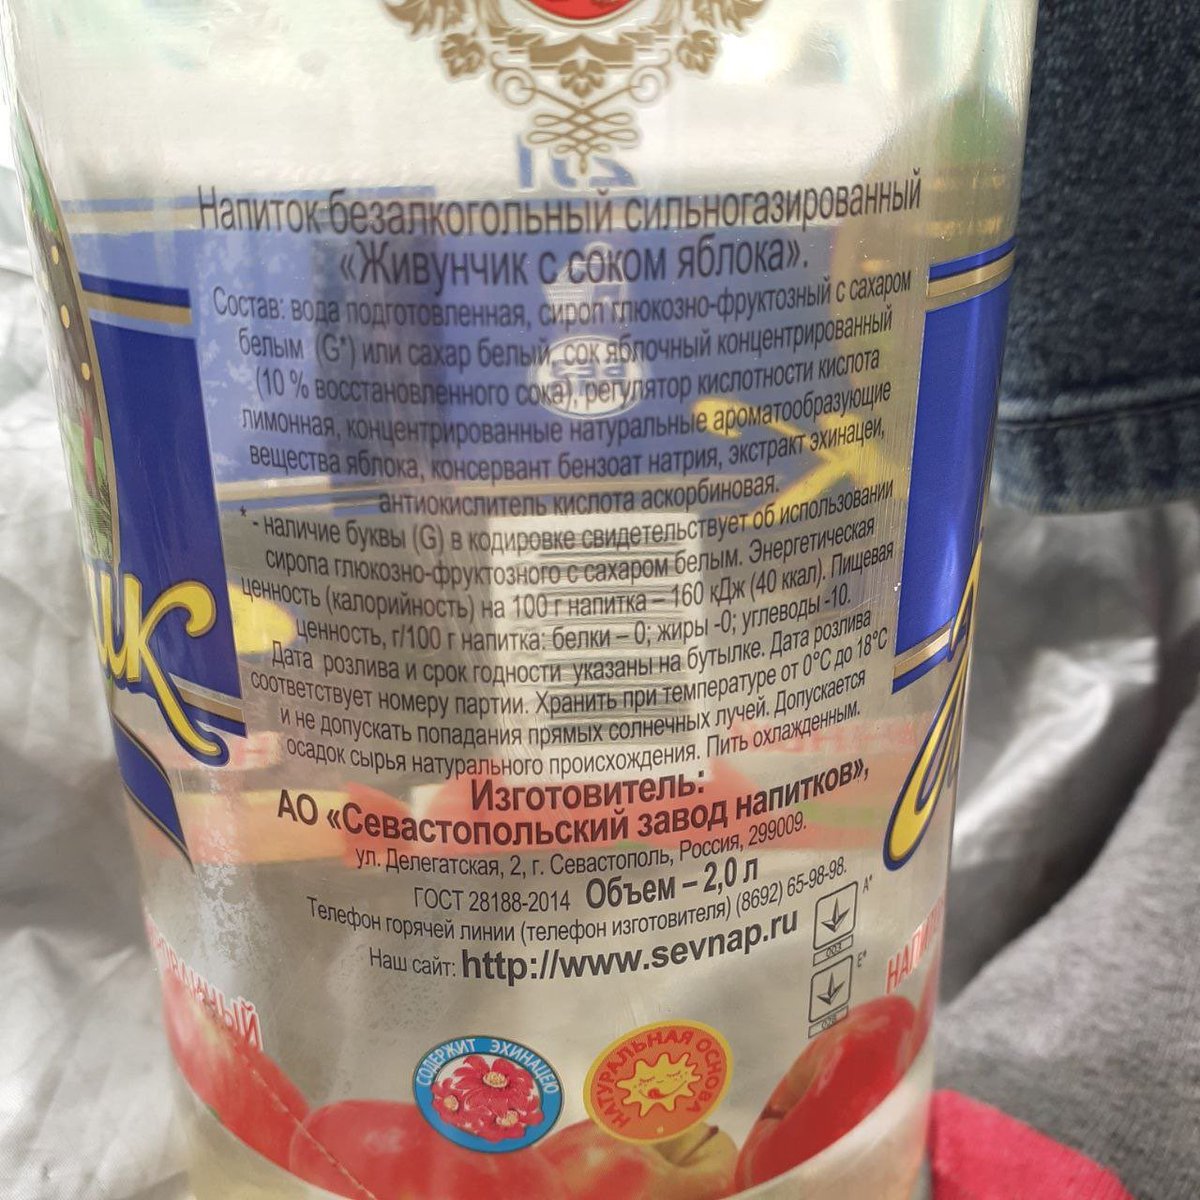 Напиток безалкогольный сильногазированный
«Живунчик с соком яблока».
Состав: вода подготовленная, сироп глюкозно-фруктозный с сахаром
белым (G*) или сахар белый, сок яблочный концентрированный
(10 % восстановленного сока), регулятор кислотности кислота
лимонная, концентрированные натуральные ароматообразующие
вещества яблока, консервант бензоат натрия, экстракт эхинацеи,
антиокислитель кислота аскорбиновая.
* - наличие буквы (G) в кодировке свидетельствует об использовании
сиропа глюкозно-фруктозного с сахаром белым. Энергетическая
ценность (калорийность) на 100 г напитка – 160 кДж (40 ккал). Пищевая
ценность, г/100 г напитка: белки – 0; жиры -0; углеводы -10.
Дата розлива и срок годности указаны на бутылке. Дата розлива
соответствует номеру партии. Хранить при температуре от 0°С до 18°С
и не допускать попадания прямых солнечных лучей. Допускается
осадок сырья натурального происхождения. Пить охлажденным.
Изготовитель:
АО «Севастопольский завод напитков»,
ул. Делегатская, 2, г. Севастополь, Россия, 299009.
ГОСТ 28188-2014 Объем – 2,0 л
Телефон горячей линии (телефон изготовителя) (8692) 65-98-98.
Наш сайт: http://www.sevnap.ru
А*
Е*
СОДЕРЖИТ ЭХИНАЦЕЮ
НАТУРАЛЬНАЯ ОСНОВА